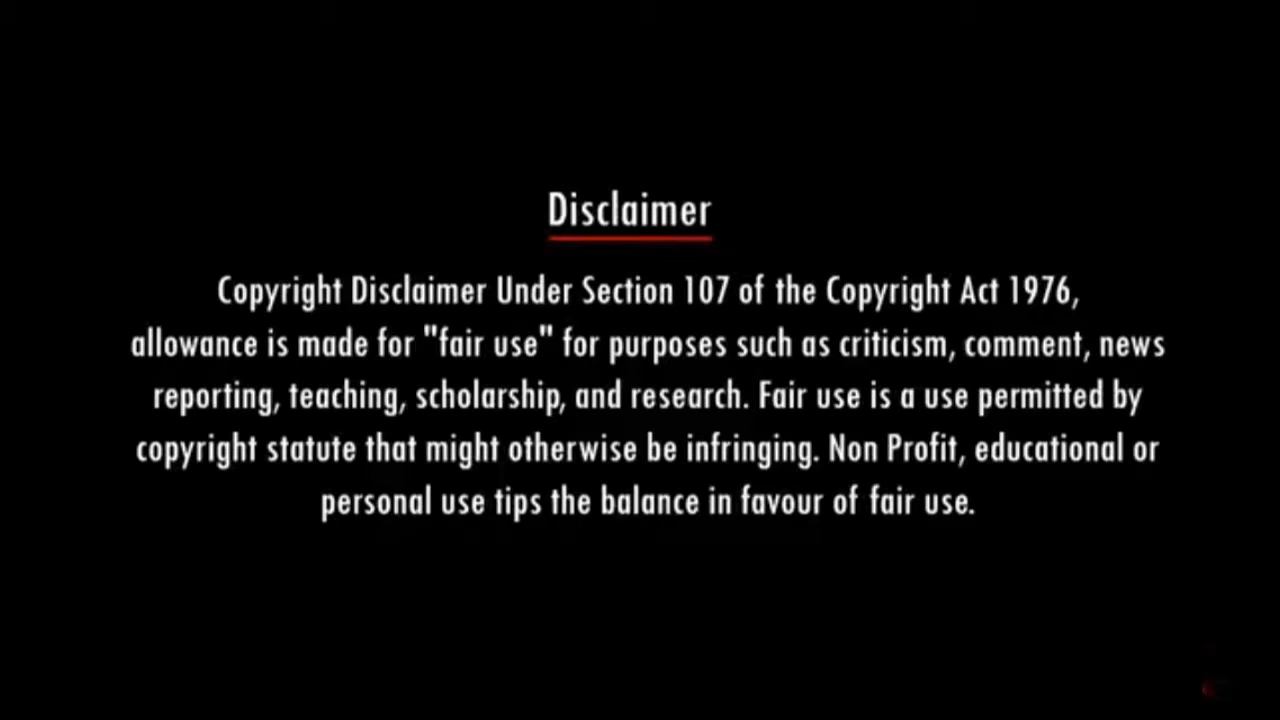 Disclaimer
Copyright Disclaimer Under Section 107 of the Copyright Act 1976,
allowance is made for "fair use" for purposes such as criticism, comment, news
reporting, teaching, scholarship, and research. Fair use is a use permitted by
copyright statute that might otherwise be infringing. Non Profit, educational or
personal use tips the balance in favour of fair use.